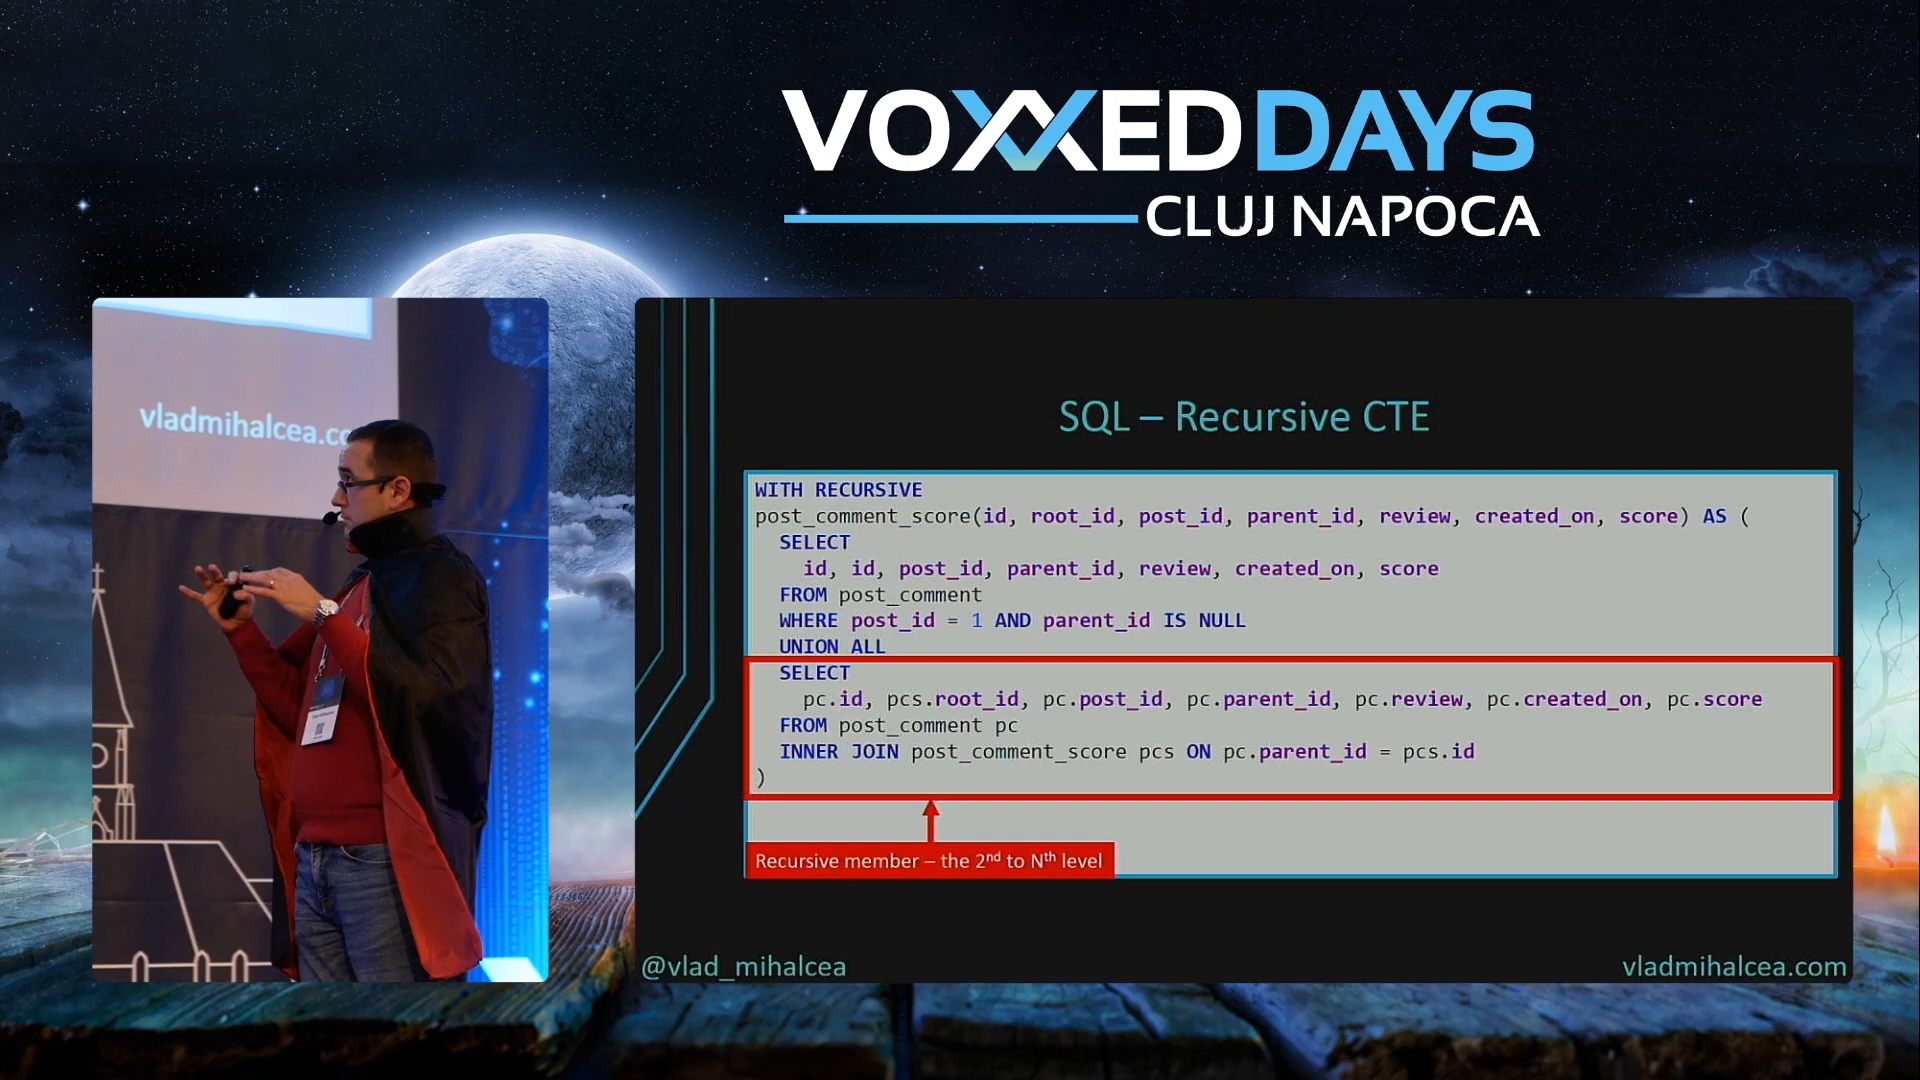 VOXXEDDAYS
CLUJ NAPOCA
vladmihalcea.co
SQL – Recursive CTE
WITH RECURSIVE
post_comment_score(id, root_id, post_id, parent_id, review, created_on, score) AS (
SELECT
id, id, post_id, parent_id, review, created_on, score
FROM post_comment
WHERE post_id = 1 AND parent_id IS NULL
UNION ALL
SELECT
pc.id, pcs.root_id, pc.post_id, pc.parent_id, pc.review, pc.created_on, pc.score
FROM post_comment pc
INNER JOIN post_comment_score pcs ON pc.parent_id = pcs.id
)
Recursive member – the 2nd to Nth level
@vlad_mihalcea
vladmihalcea.com